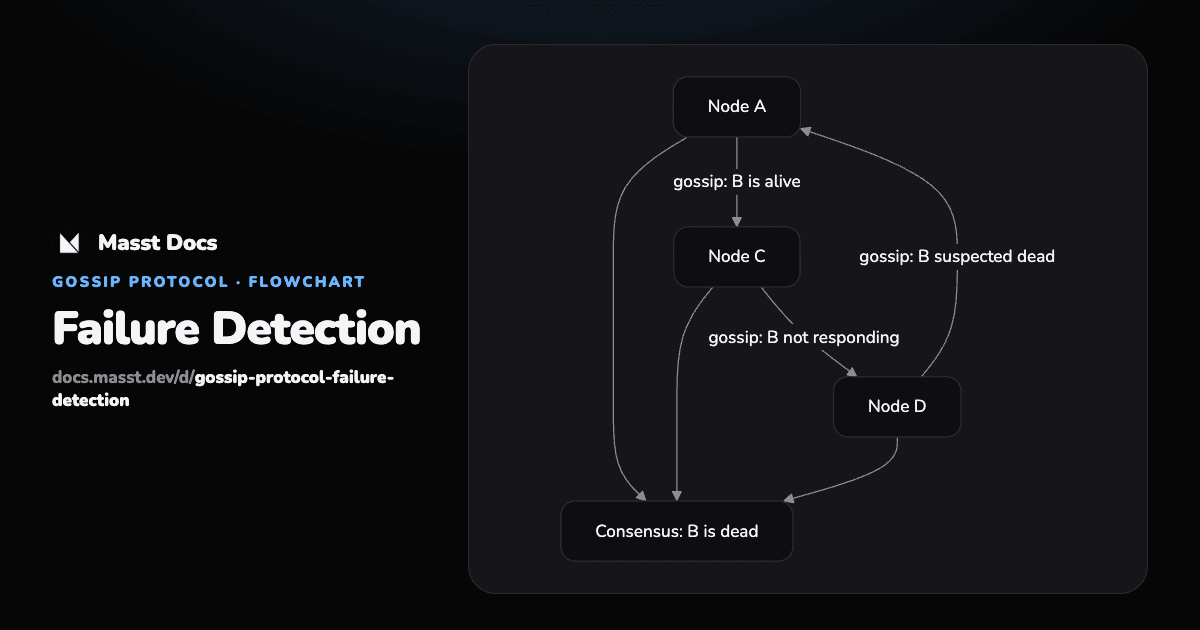 Masst Docs
GOSSIP PROTOCOL · FLOWCHART
Failure Detection
docs.masst.dev/d/gossip-protocol-failure-
detection
Node A
gossip: B is alive
Node C
gossip: B suspected dead
gossip: B not responding
Node D
Consensus: B is dead